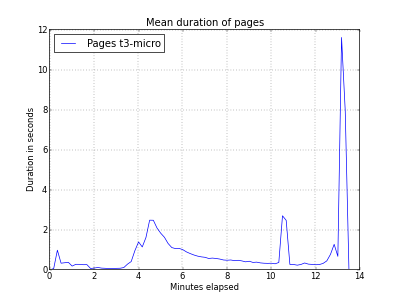 Mean duration of pages
Pages t3-micro
Duration in seconds
12
10
8
6
4
2
0
0 2 4 6 8 10 12 14
Minutes elapsed